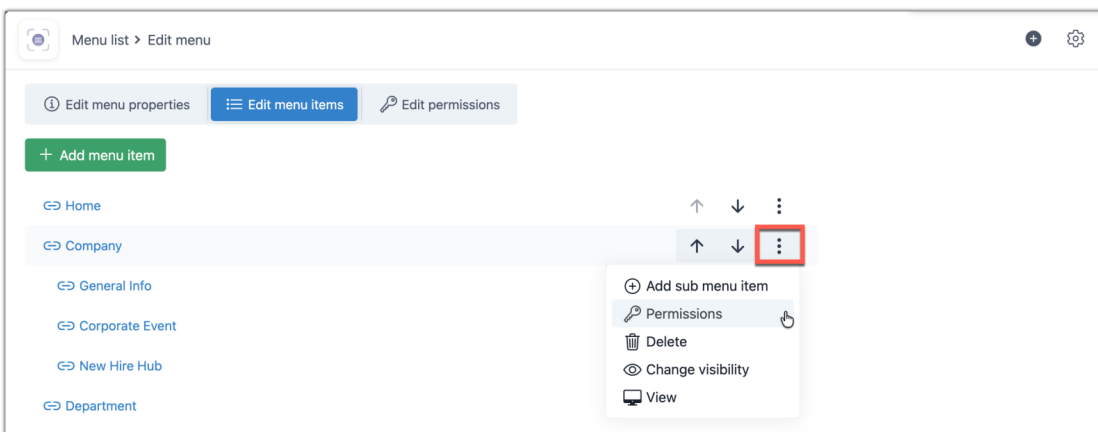 Menu list > Edit menu
Edit menu properties Edit menu items Edit permissions
+ Add menu item
Home
Company
General Info
Corporate Event
New Hire Hub
Department
Add sub menu item
Permissions
Delete
Change visibility
View